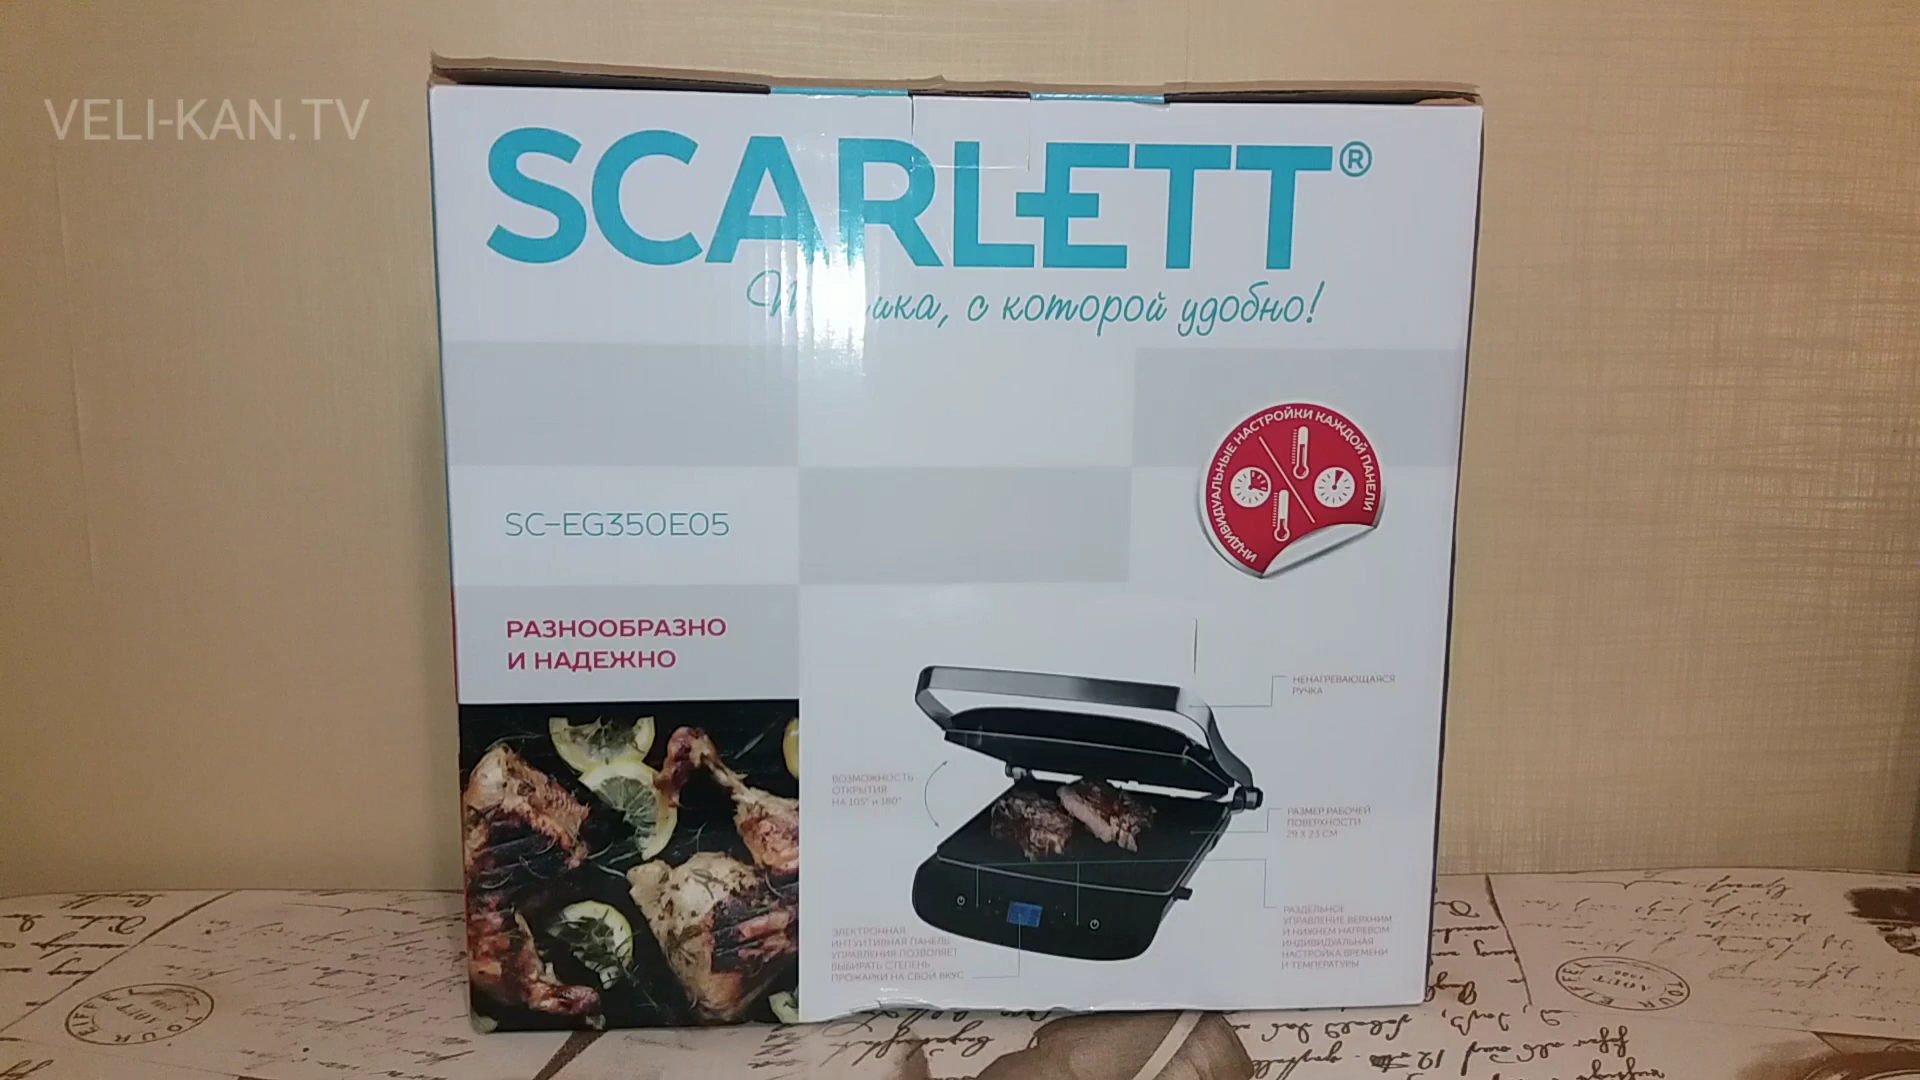 VELI-KAN.TV
SCARLETT®
с которой удобно!
ИНДИВИДУАЛЬНЫЕ НАСТРОЙКИ КАЖДОЙ ПАНЕЛИ
SC-EG350E05
РАЗНООБРАЗНО
И НАДЕЖНО
НЕНАГРЕВАЮЩАЯСЯ
РУЧКА
ВОЗМОЖНОСТЬ
ОТКРЫТИЯ
НА 105° и 180°
РАЗМЕР РАБОЧЕЙ
ПОВЕРХНОСТИ
29 X 23 СМ
РАЗДЕЛЬНОЕ
УПРАВЛЕНИЕ ВЕРХНИМ
И НИЖНЕМ НАГРЕВОМ
ИНДИВИДУАЛЬНАЯ
НАСТРОЙКА ВРЕМЕНИ
И ТЕМПЕРАТУРЫ
ЭЛЕКТРОННАЯ
ИНТУИТИВНАЯ ПАНЕЛЬ
УПРАВЛЕНИЯ ПОЗВОЛЯЕТ
ВЫБИРАТЬ СТЕПЕНЬ
ПРОЖАРКИ НА СВОЙ ВКУС